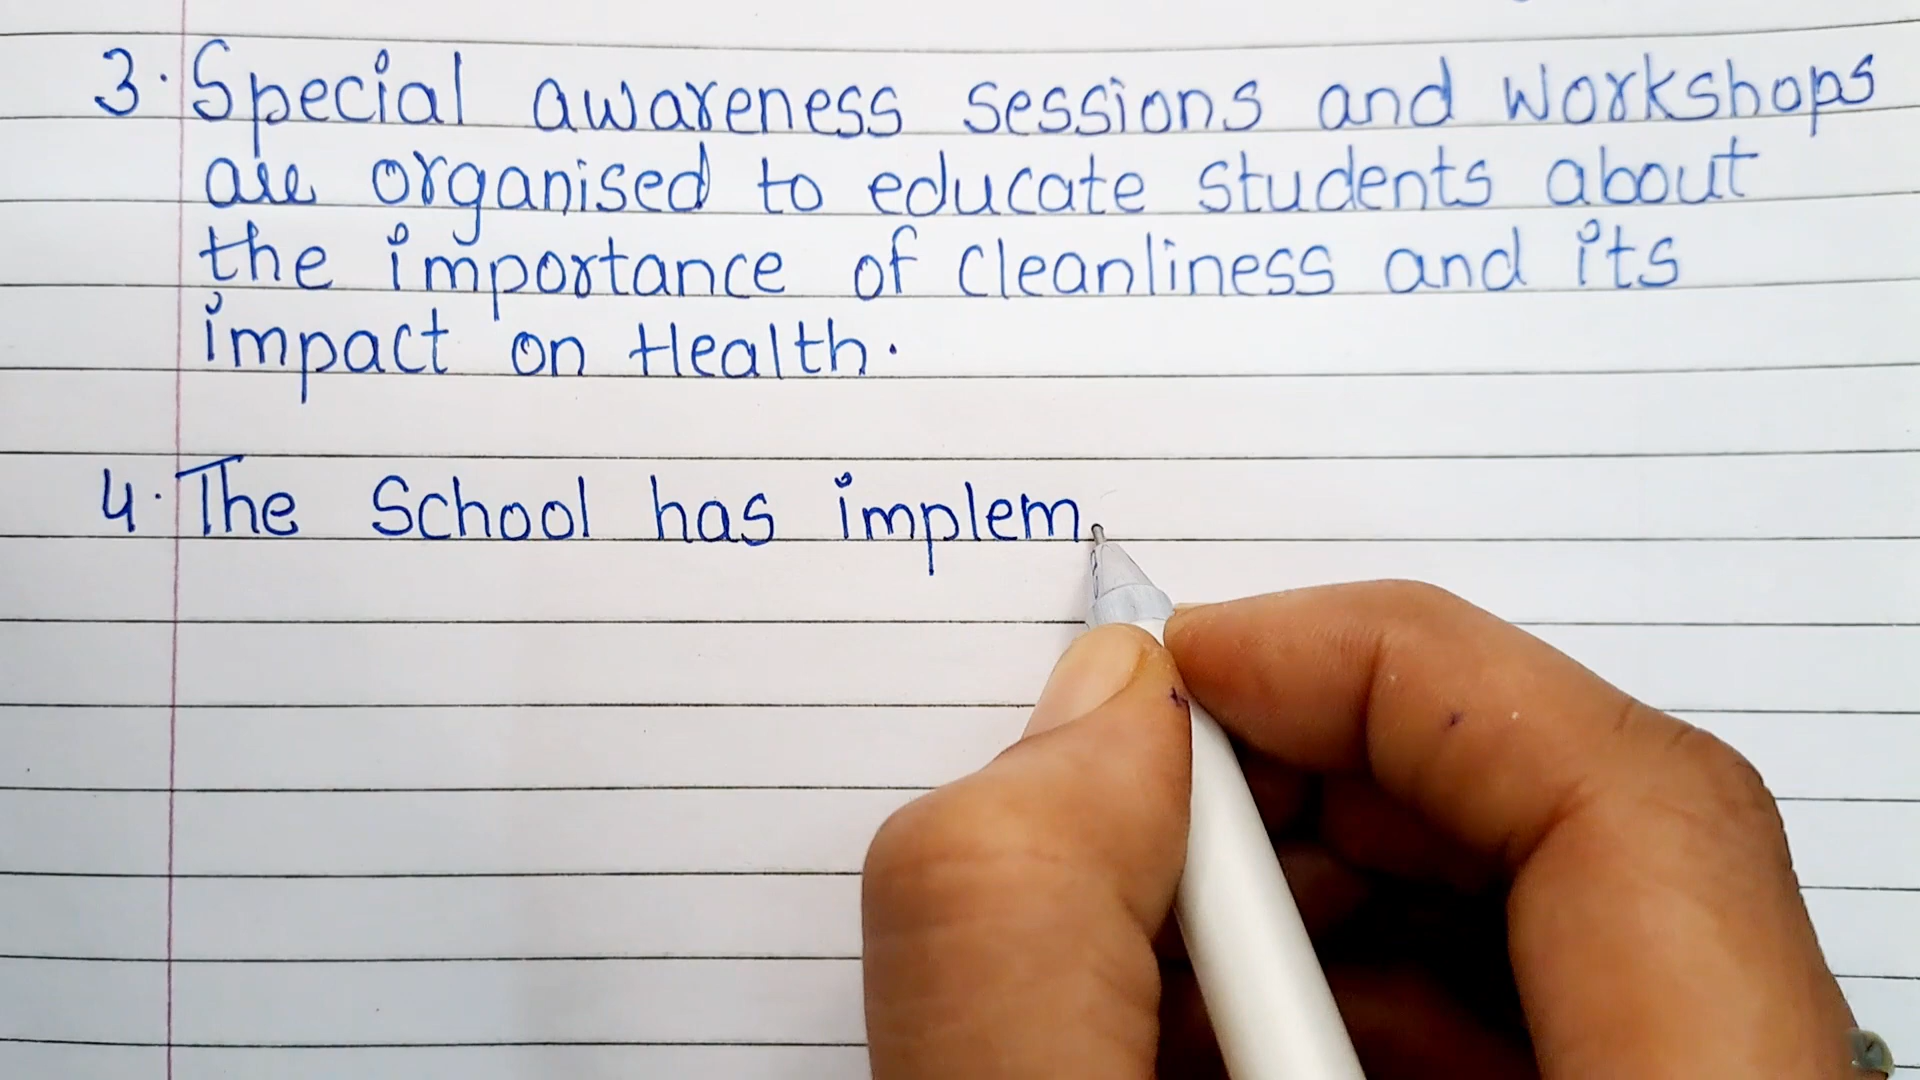 3. Special awareness sessions and workshops
are organised to educate students about
the importance of cleanliness and its
impact on Health.
4. The School has implem